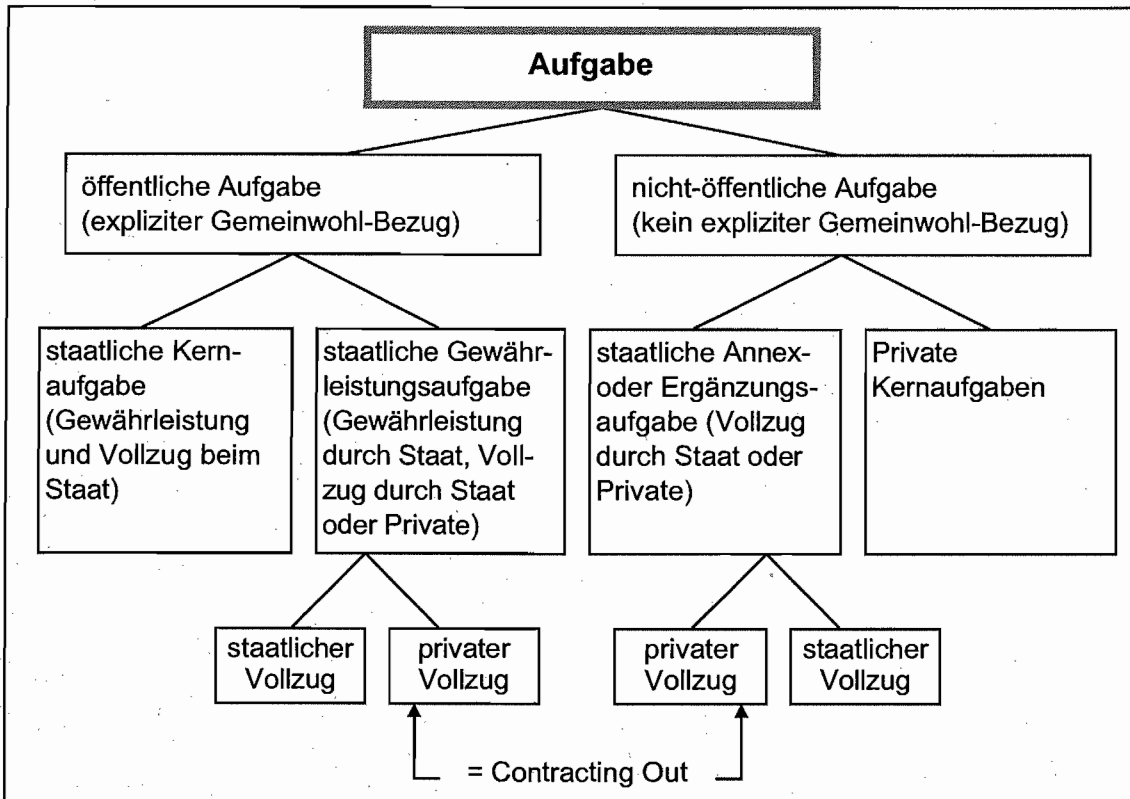 Aufgabe
öffentliche Aufgabe
(expliziter Gemeinwohl-Bezug)
nicht-öffentliche Aufgabe
(kein expliziter Gemeinwohl-Bezug)
staatliche Kern-
aufgabe
(Gewährleistung
und Vollzug beim
Staat)
staatliche Gewähr-
leistungsaufgabe
(Gewährleistung
durch Staat, Voll-
zug durch Staat
oder Private)
staatliche Annex-
oder Ergänzungs-
aufgabe (Vollzug
durch Staat oder
Private)
Private
Kernaufgaben
staatlicher
Vollzug
privater
Vollzug
privater
Vollzug
staatlicher
Vollzug
= Contracting Out